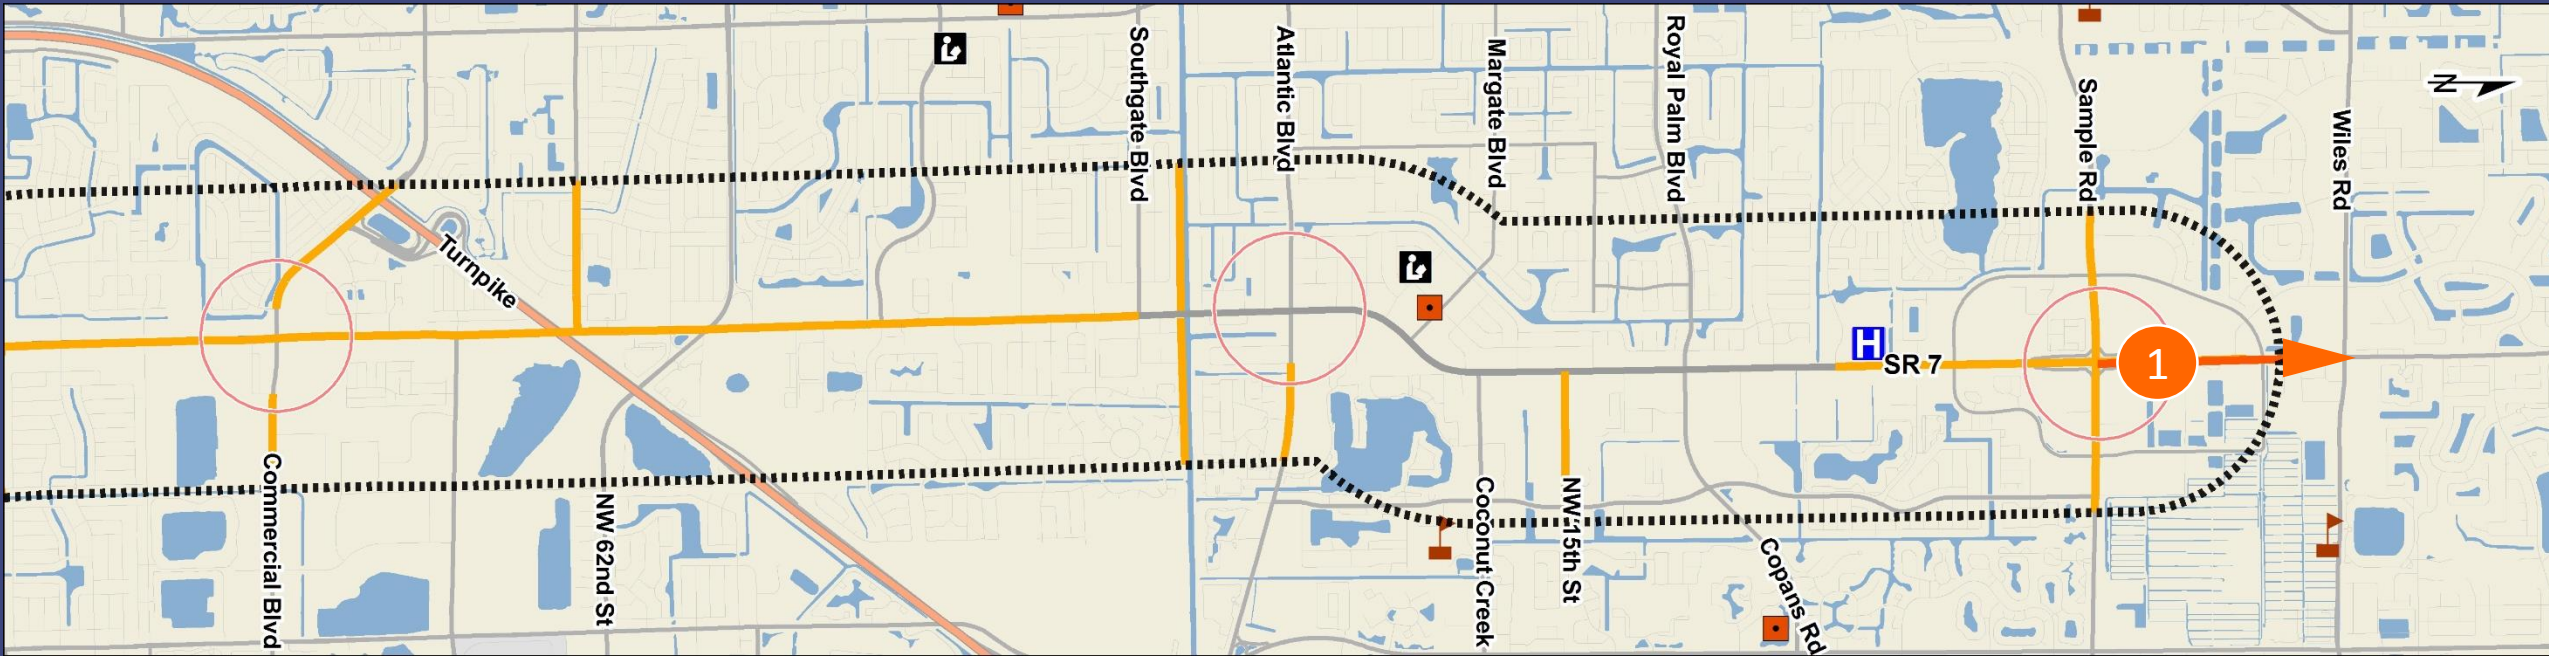 Southgate Blvd
Atlantic Blvd
Margate Blvd
Royal Palm Blvd
Sample Rd
Wiles Rd
N
Turnpike
H
SR 7
1
Commercial Blvd
NW 62nd St
Coconut Creek
NW 15th St
Copans Rd